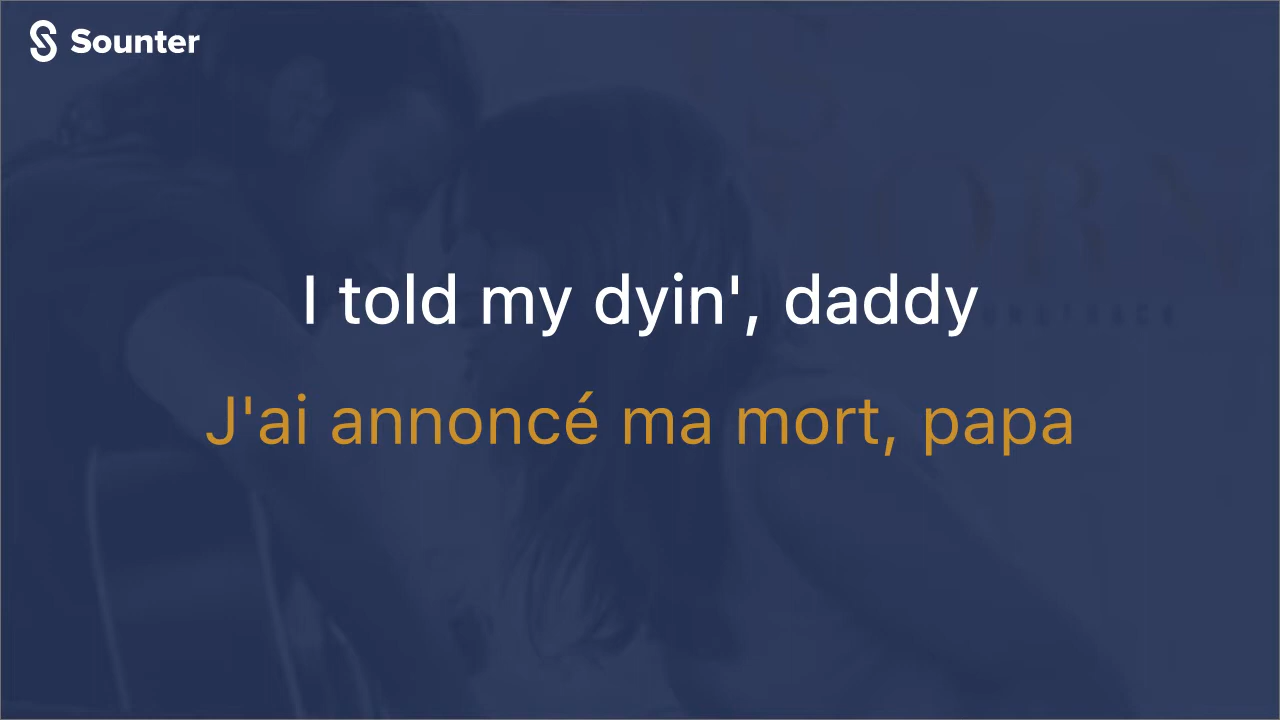 Sounter
I told my dyin', daddy
J'ai annoncé ma mort, papa